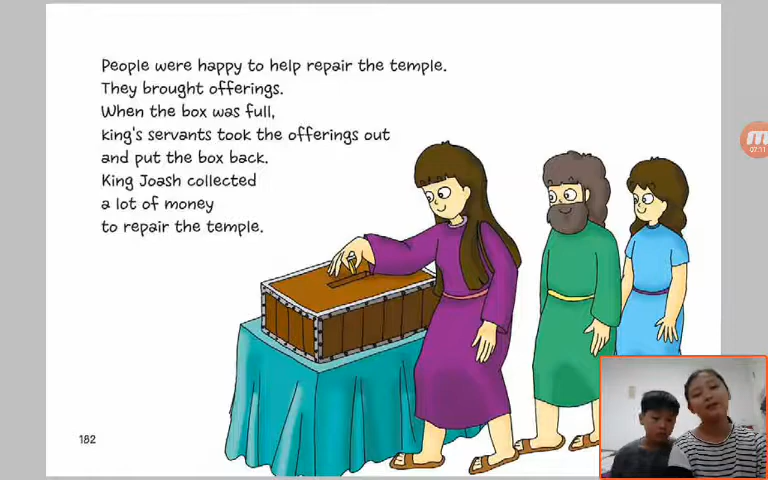 People were happy to help repair the temple.
They brought offerings.
When the box was full,
king's servants took the offerings out
and put the box back.
King Joash collected
a lot of money
to repair the temple.
182
07:11